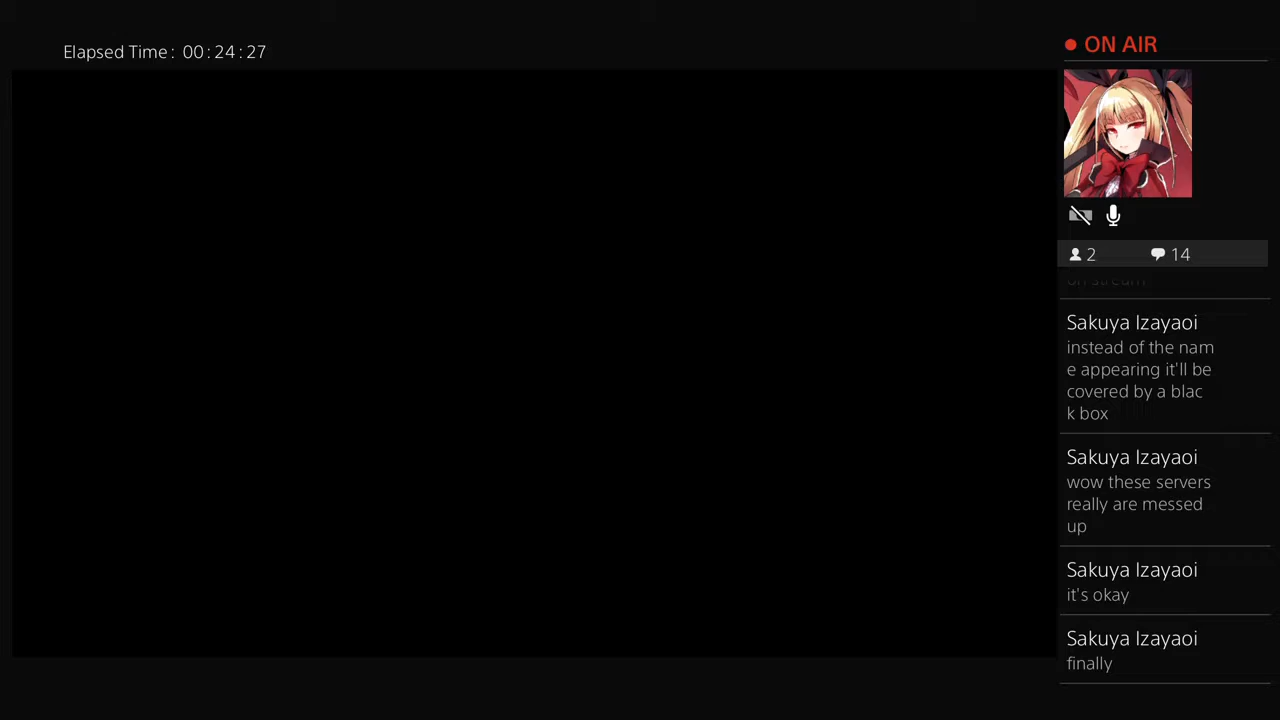 Elapsed Time: 00:24:27
ON AIR
2
14
on stream
Sakuya Izayaoi
instead of the nam
e appearing it'll be
covered by a blac
k box
Sakuya Izayaoi
wow these servers
really are messed
up
Sakuya Izayaoi
it's okay
Sakuya Izayaoi
finally